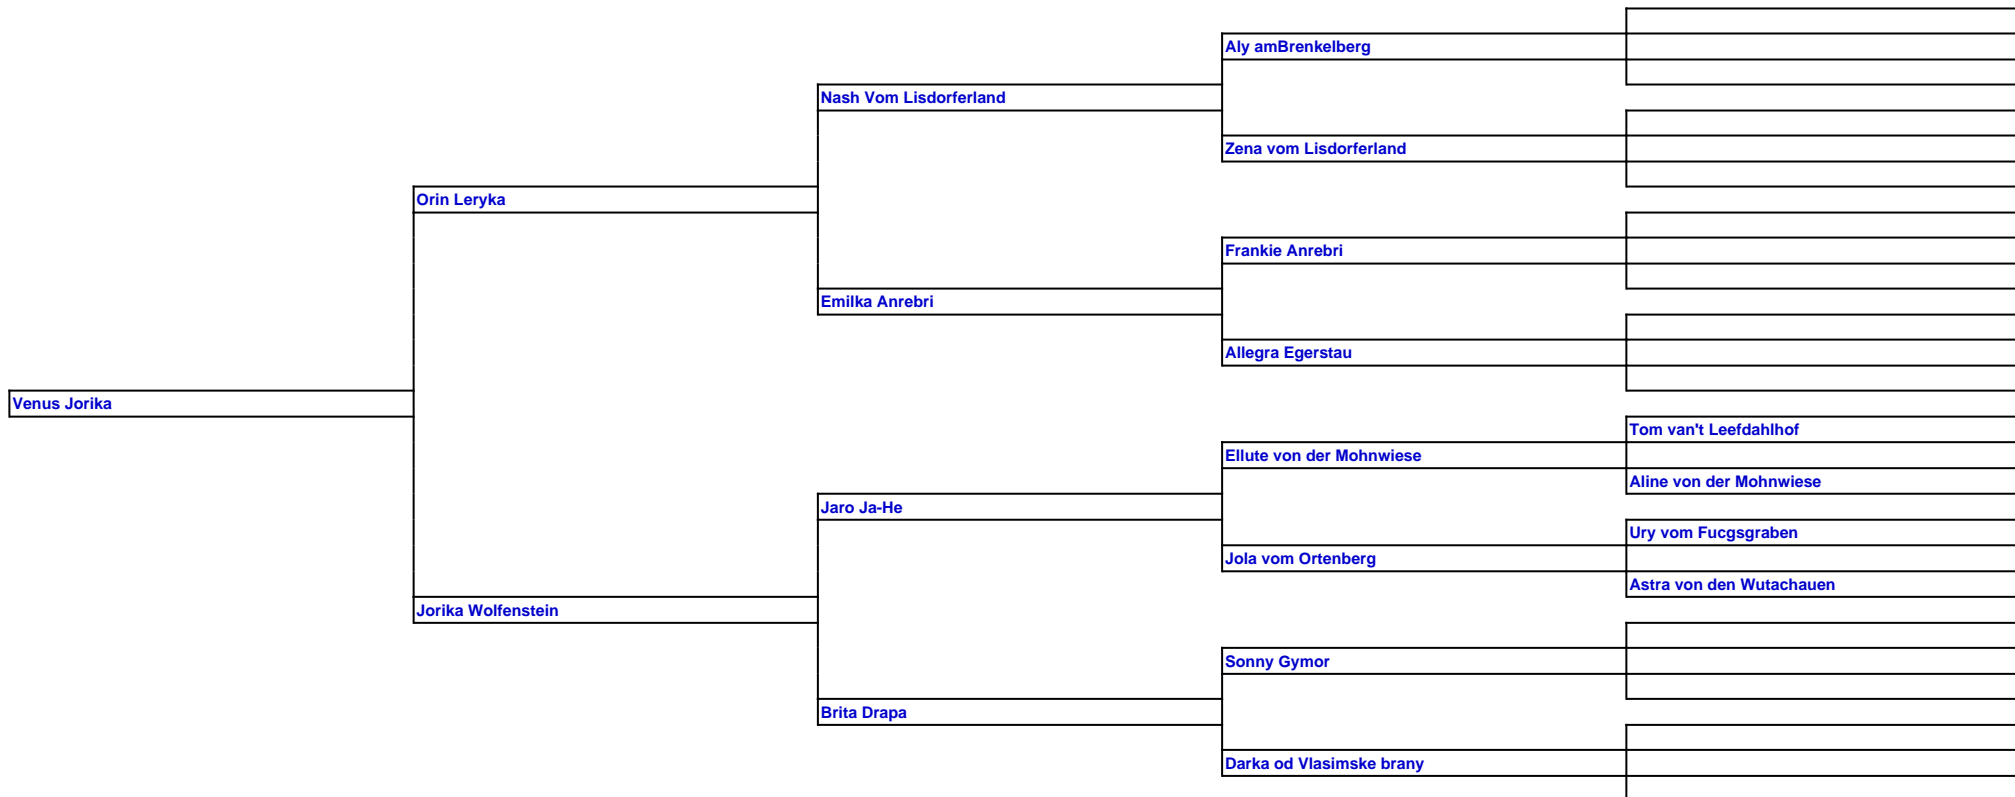 Aly amBrenkelberg
Nash Vom Lisdorferland
Zena vom Lisdorferland
Orin Leryka
Frankie Anrebri
Emilka Anrebri
Allegra Egerstau
Venus Jorika
Tom van't Leefdahlhof
Ellute von der Mohnwiese
Aline von der Mohnwiese
Jaro Ja-He
Ury vom Fucgsgraben
Jola vom Ortenberg
Astra von den Wutachauen
Jorika Wolfenstein
Sonny Gymor
Brita Drapa
Darka od Vlasimske brany